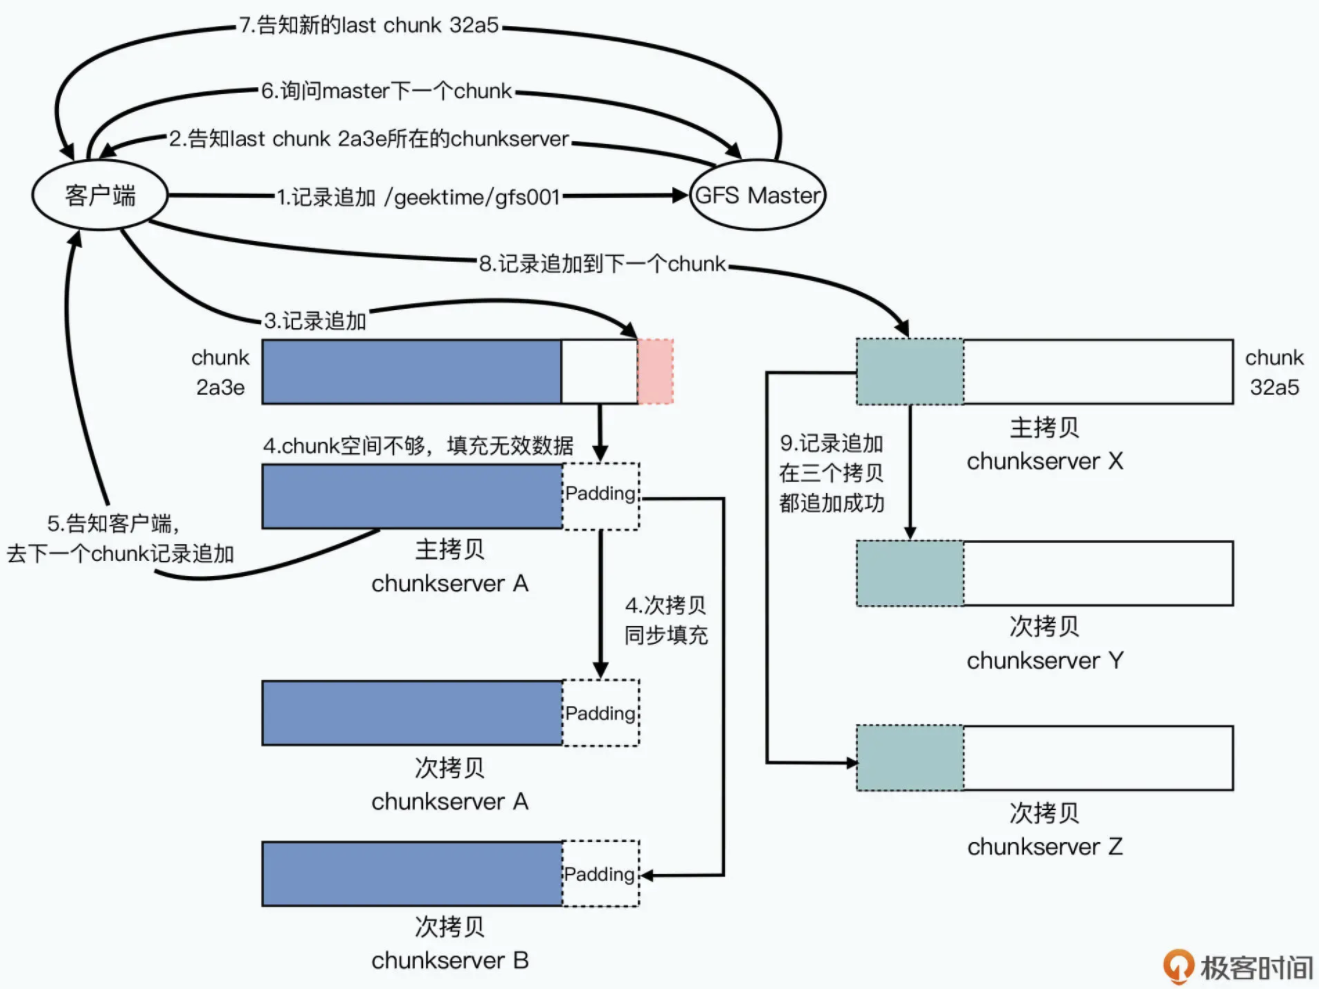 7.告知新的last chunk 32a5
6.询问master下一个chunk
2.告知last chunk 2a3e所在的chunkserver
客户端
1.记录追加 /geektime/gfs001
GFS Master
8.记录追加到下一个chunk
3.记录追加
chunk
2a3e
chunk
32a5
主拷贝
chunkserver X
4.chunk空间不够，填充无效数据
9.记录追加
在三个拷贝
都追加成功
Padding
5.告知客户端，
去下一个chunk记录追加
主拷贝
chunkserver A
4.次拷贝
同步填充
次拷贝
chunkserver Y
Padding
次拷贝
chunkserver A
次拷贝
chunkserver Z
Padding
次拷贝
chunkserver B
极客时间